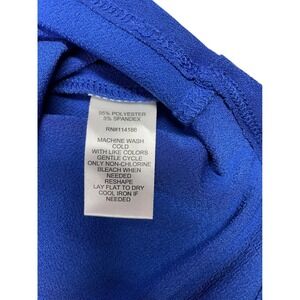 95% POLYESTER
5% SPANDEX
RN#114186
MACHINE WASH
COLD
WITH LIKE COLORS
GENTLE CYCLE
ONLY NON-CHLORINE
BLEACH WHEN
NEEDED
RESHAPE
LAY FLAT TO DRY
COOL IRON IF
NEEDED